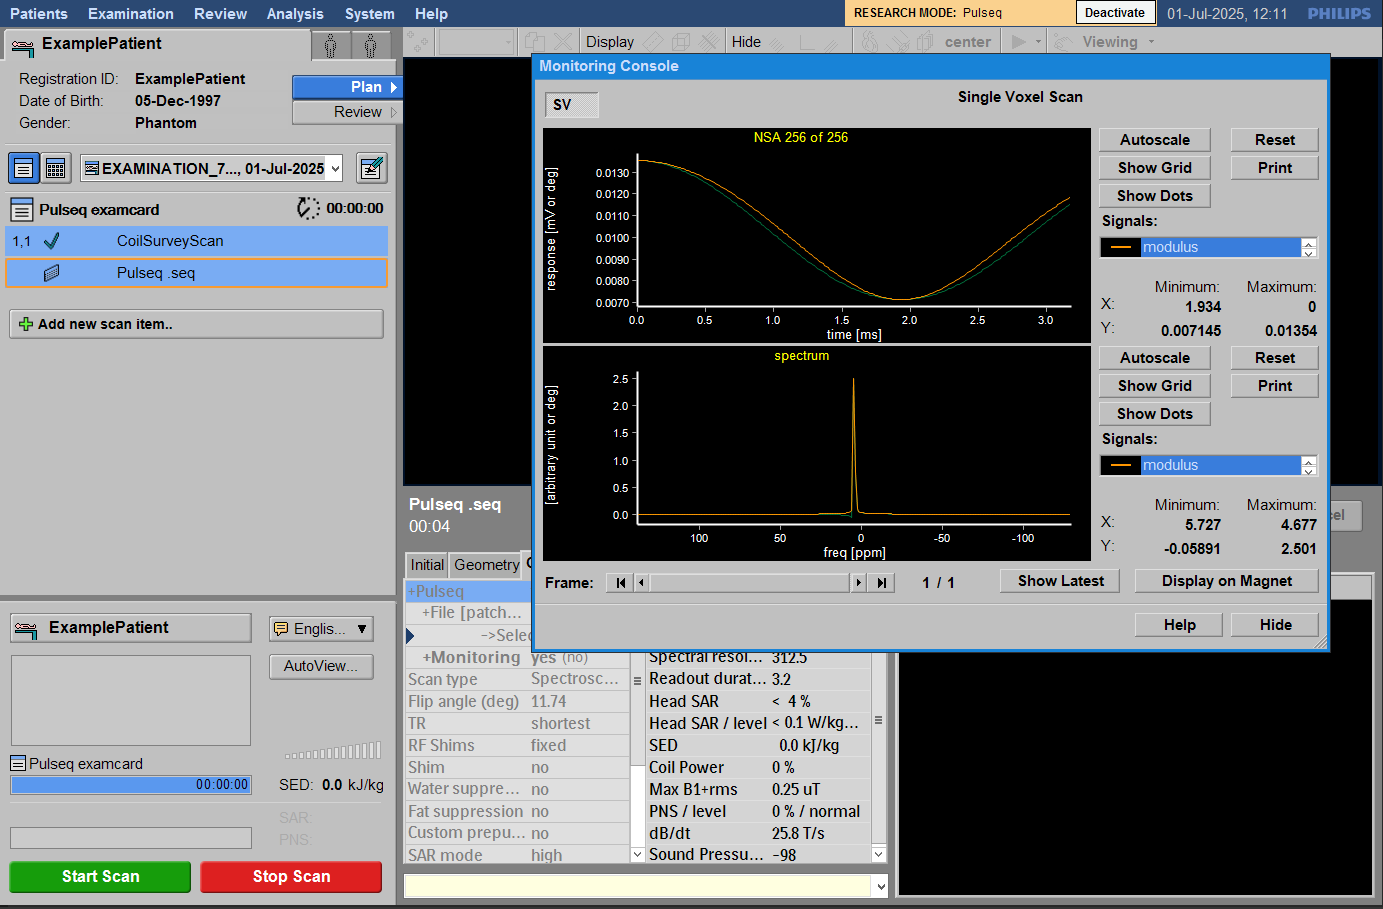 Patients Examination Review Analysis System Help
RESEARCH MODE: Pulseq Deactivate 01-Jul-2025, 12:11 PHILIPS
ExamplePatient
Display Hide center Viewing
Registration ID: ExamplePatient
Date of Birth: 05-Dec-1997
Gender: Phantom
Plan
Review
EXAMINATION_7..., 01-Jul-2025
Pulseq examcard 00:00:00
1,1 CoilSurveyScan
Pulseq .seq
Add new scan item..
ExamplePatient
Englis...
AutoView...
Pulseq examcard
00:00:00
SED: 0.0 kJ/kg
SAR:
PNS:
Start Scan Stop Scan
Monitoring Console
SV Single Voxel Scan
NSA 256 of 256
response [mV or deg]
0.0130
0.0120
0.0110
0.0100
0.0090
0.0080
0.0070
0.0 0.5 1.0 1.5 2.0 2.5 3.0
time [ms]
Autoscale Reset
Show Grid Print
Show Dots
Signals:
modulus
Minimum: Maximum:
X: 1.934 0
Y: 0.007145 0.01354
spectrum
[arbitrary unit or deg]
2.5
2.0
1.5
1.0
0.5
0.0
100 50 0 -50 -100
freq [ppm]
Autoscale Reset
Show Grid Print
Show Dots
Signals:
modulus
Minimum: Maximum:
X: 5.727 4.677
Y: -0.05891 2.501
Frame: 1 / 1 Show Latest Display on Magnet
Help Hide
Pulseq .seq
00:04
Initial Geometry
+Pulseq
+File [patch...
->Selec
+Monitoring yes (no)
Scan type Spectrosc...
Flip angle (deg) 11.74
TR shortest
RF Shims fixed
Shim no
Water suppre... no
Fat suppression no
Custom prepu... no
SAR mode high
Spectral resol... 312.5
Readout durat... 3.2
Head SAR < 4 %
Head SAR / level < 0.1 W/kg...
SED 0.0 kJ/kg
Coil Power 0 %
Max B1+rms 0.25 uT
PNS / level 0 % / normal
dB/dt 25.8 T/s
Sound Pressu... ~98